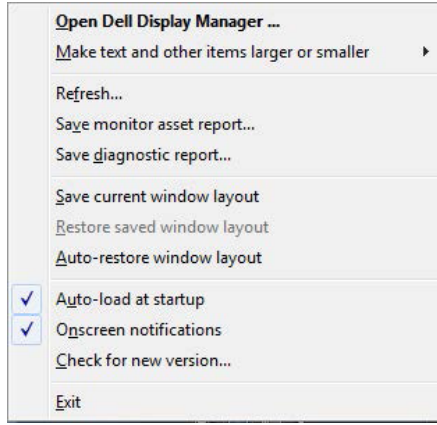 Open Dell Display Manager ...
Make text and other items larger or smaller
Refresh...
Save monitor asset report...
Save diagnostic report...
Save current window layout
Restore saved window layout
Auto-restore window layout
Auto-load at startup
Onscreen notifications
Check for new version...
Exit